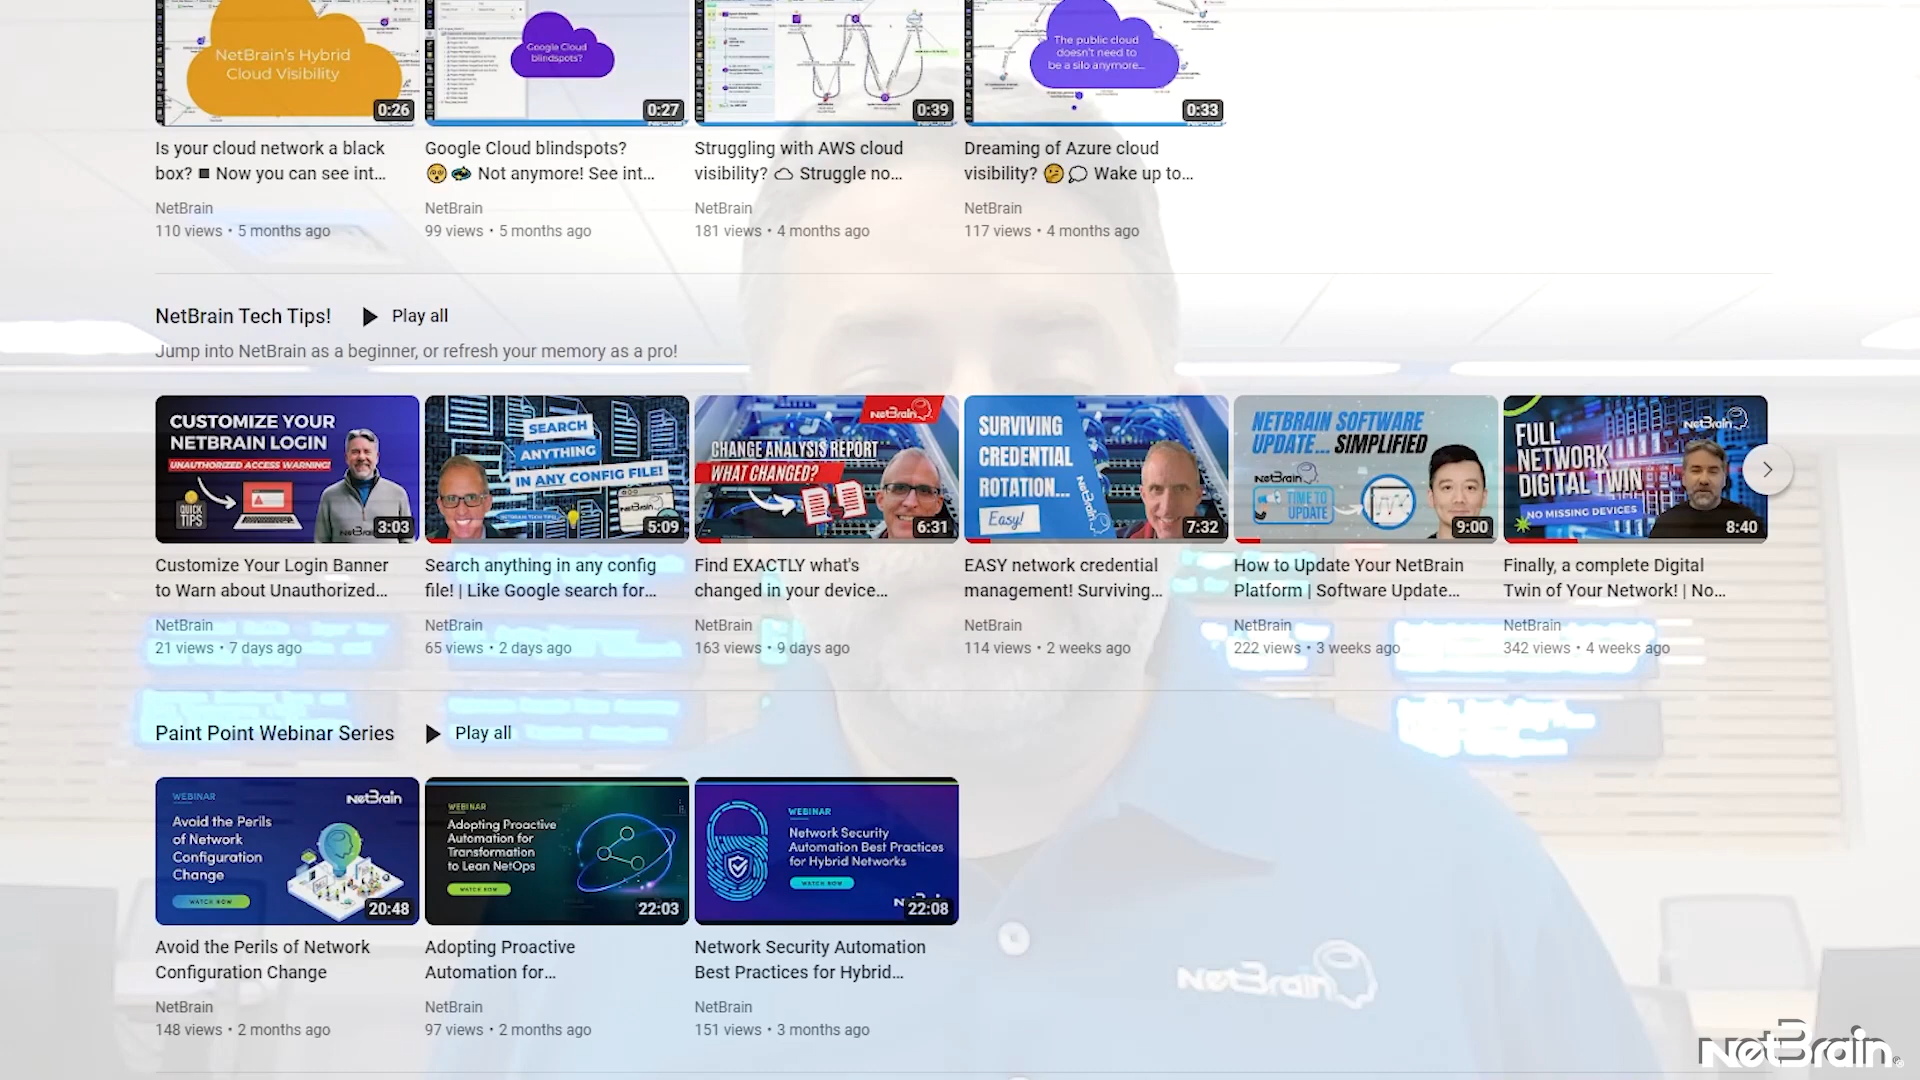 NetBrain's Hybrid
Cloud Visibility
0:26
Google Cloud
blindspots?
0:27
0:39
The public cloud
doesn't need to
be a silo anymore...
0:33
Is your cloud network a black
box? ◾ Now you can see int...
NetBrain
110 views • 5 months ago
Google Cloud blindspots?
😵 Not anymore! See int...
NetBrain
99 views • 5 months ago
Struggling with AWS cloud
visibility? Struggle no...
NetBrain
181 views • 4 months ago
Dreaming of Azure cloud
visibility? 🤔💭 Wake up to...
NetBrain
117 views • 4 months ago
NetBrain Tech Tips!
Play all
Jump into NetBrain as a beginner, or refresh your memory as a pro!
CUSTOMIZE YOUR
NETBRAIN LOGIN
UNAUTHORIZED ACCESS WARNING!
QUICK
TIPS
3:03
SEARCH
ANYTHING
IN ANY CONFIG FILE!
NETBRAIN TECH TIPS!
5:09
NetBrain
CHANGE ANALYSIS REPORT
WHAT CHANGED?
6:31
SURVIVING
CREDENTIAL
ROTATION...
Easy!
NetBrain
7:32
NETBRAIN SOFTWARE
UPDATE... SIMPLIFIED
NetBrain
TIME TO
UPDATE
9:00
NetBrain
FULL
NETWORK
DIGITAL TWIN
NO MISSING DEVICES
8:40
Customize Your Login Banner
to Warn about Unauthorized...
NetBrain
21 views • 7 days ago
Search anything in any config
file! | Like Google search for...
NetBrain
65 views • 2 days ago
Find EXACTLY what's
changed in your device...
NetBrain
163 views • 9 days ago
EASY network credential
management! Surviving...
NetBrain
114 views • 2 weeks ago
How to Update Your NetBrain
Platform | Software Update...
NetBrain
222 views • 3 weeks ago
Finally, a complete Digital
Twin of Your Network! | No...
NetBrain
342 views • 4 weeks ago
Paint Point Webinar Series
Play all
WEBINAR
NetBrain
Avoid the Perils
of Network
Configuration
Change
WATCH NOW
20:48
WEBINAR
Adopting Proactive
Automation for
Transformation
to Lean NetOps
WATCH NOW
22:03
WEBINAR
Network Security
Automation Best Practices
for Hybrid Networks
WATCH NOW
22:08
Avoid the Perils of Network
Configuration Change
NetBrain
148 views • 2 months ago
Adopting Proactive
Automation for...
NetBrain
97 views • 2 months ago
Network Security Automation
Best Practices for Hybrid...
NetBrain
151 views • 3 months ago
NetBrain
NetBrain